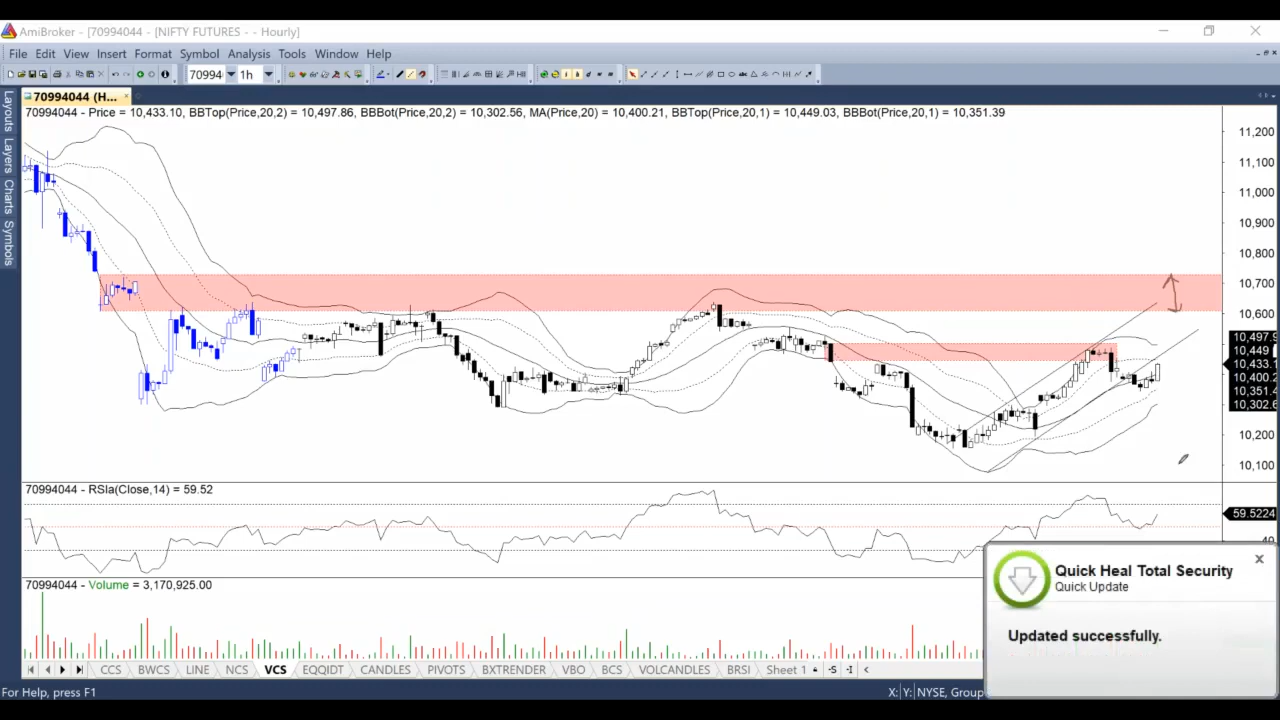 AmiBroker - [70994044 - [NIFTY FUTURES - - Hourly]
File Edit View Insert Format Symbol Analysis Tools Window Help
70994 1h
70994044 (H...
Layouts Layers Charts Symbols
70994044 - Price = 10,433.10, BBTop(Price,20,2) = 10,497.86, BBBot(Price,20,2) = 10,302.56, MA(Price,20) = 10,400.21, BBTop(Price,20,1) = 10,449.03, BBBot(Price,20,1) = 10,351.39
11,200
11,100
11,000
10,900
10,800
10,700
10,600
10,497.9
10,449
10,433.1
10,400.2
10,351.4
10,302.6
10,200
10,100
70994044 - RSIa(Close,14) = 59.52
59.5224
40
70994044 - Volume = 3,170,925.00
Quick Heal Total Security
Quick Update
Updated successfully.
CCS BWCS LINE NCS VCS EQQIDT CANDLES PIVOTS BXTRENDER VBO BCS VOLCANDLES BRSI Sheet 1
For Help, press F1
X: Y: NYSE, Group